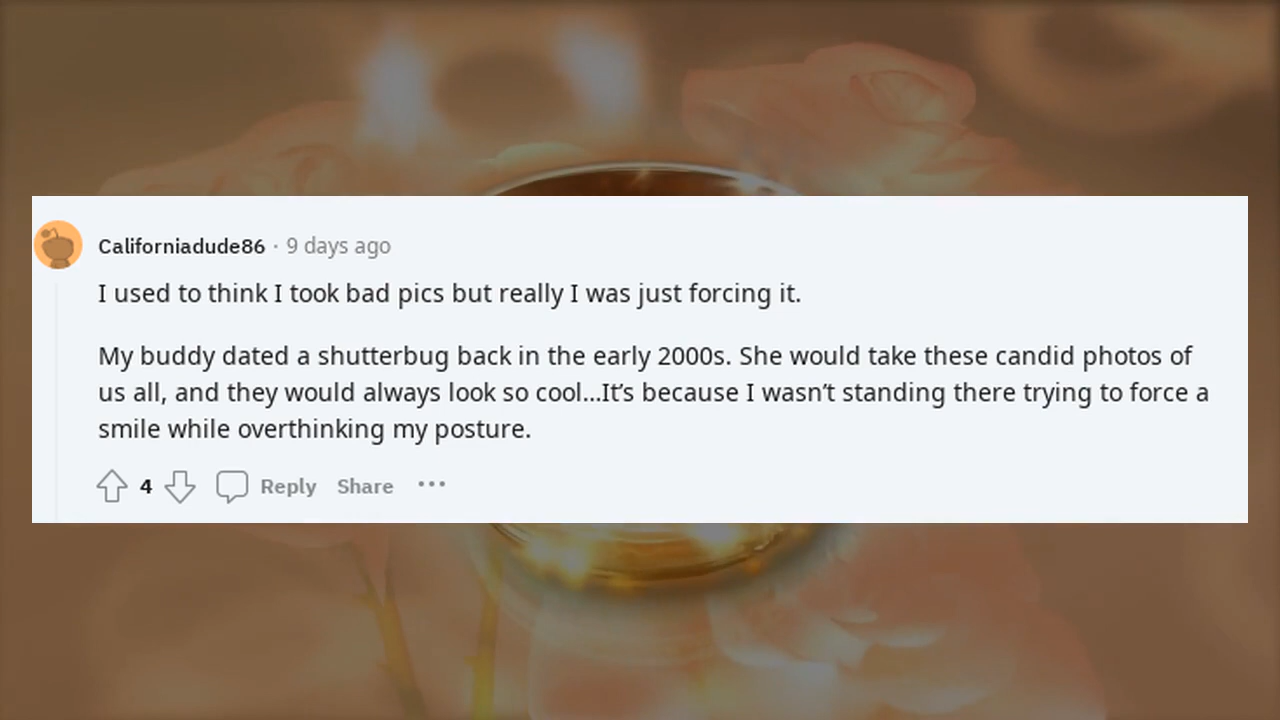 Californiadude86 · 9 days ago
I used to think I took bad pics but really I was just forcing it.
My buddy dated a shutterbug back in the early 2000s. She would take these candid photos of
us all, and they would always look so cool...It’s because I wasn’t standing there trying to force a
smile while overthinking my posture.
4 Reply Share ···